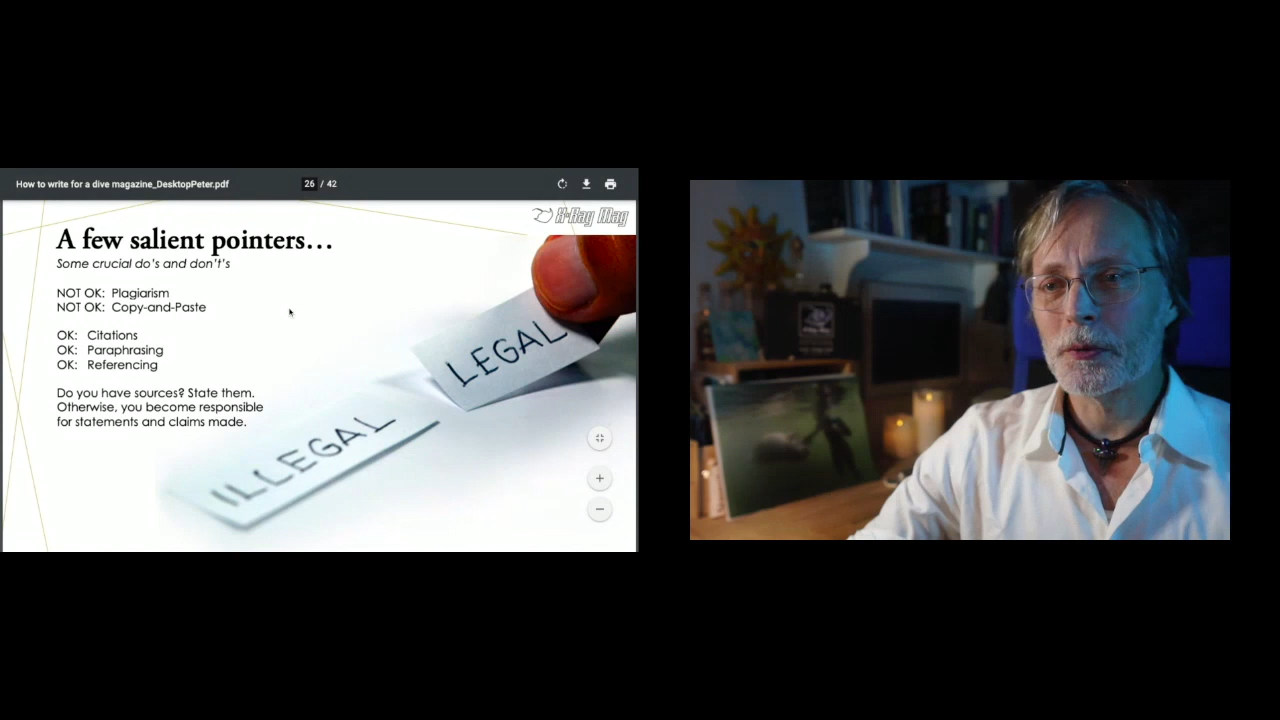 How to write for a dive magazine_DesktopPeter.pdf
26 / 42
X-Ray Mag
A few salient pointers…
Some crucial do's and don't's
NOT OK: Plagiarism
NOT OK: Copy-and-Paste
OK: Citations
OK: Paraphrasing
OK: Referencing
Do you have sources? State them.
Otherwise, you become responsible
for statements and claims made.
LEGAL
ILLEGAL